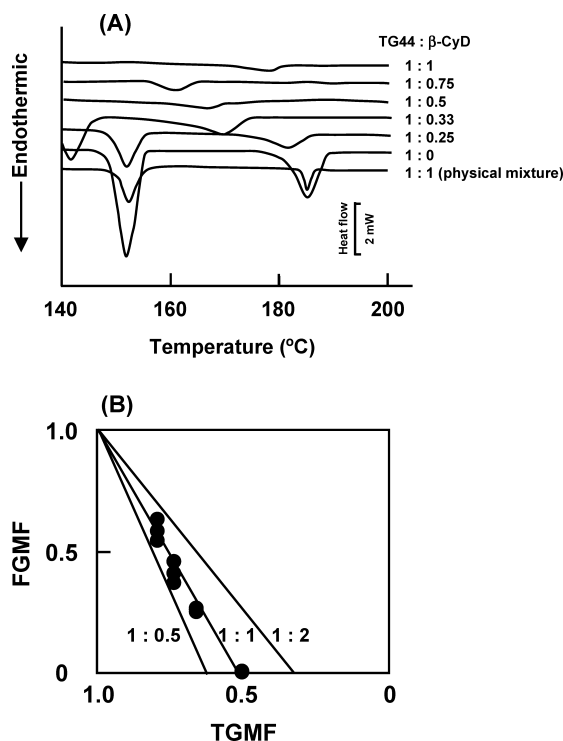 (A)
TG44 : β-CyD
1 : 1
1 : 0.75
1 : 0.5
1 : 0.33
1 : 0.25
1 : 0
1 : 1 (physical mixture)
Endothermic
Heat flow
2 mW
140 160 180 200
Temperature (ºC)
(B)
1.0
0.5
0
FGMF
1 : 0.5 1 : 1 1 : 2
1.0 0.5 0
TGMF